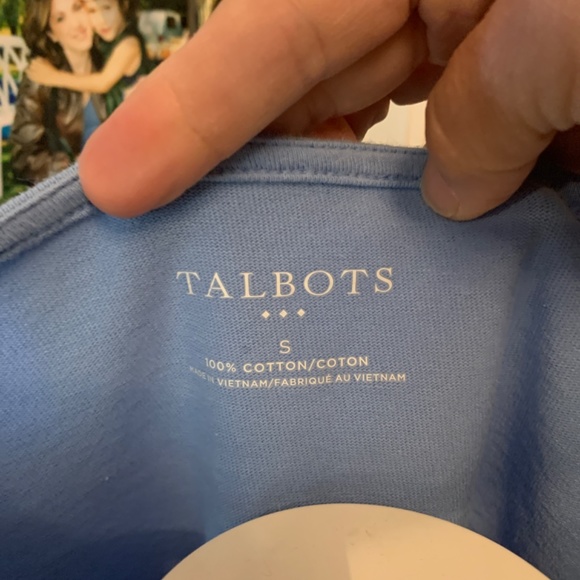 TALBOTS
S
100% COTTON/COTON
MADE IN VIETNAM/FABRIQUÉ AU VIETNAM